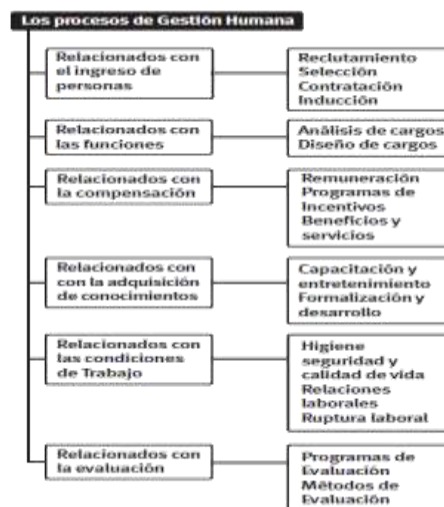 Los procesos de Gestión Humana
Relacionados con
el ingreso de
personas
Reclutamiento
Selección
Contratación
Inducción
Relacionados con
las funciones
Análisis de cargos
Diseño de cargos
Relacionados con
la compensación
Remuneración
Programas de
Incentivos
Beneficios y
servicios
Relacionados con
con la adquisición
de conocimientos
Capacitación y
entretenimiento
Formalización y
desarrollo
Relacionados con
las condiciones
de Trabajo
Higiene
seguridad y
calidad de vida
Relaciones
laborales
Ruptura laboral
Relacionados con
la evaluación
Programas de
Evaluación
Métodos de
Evaluación